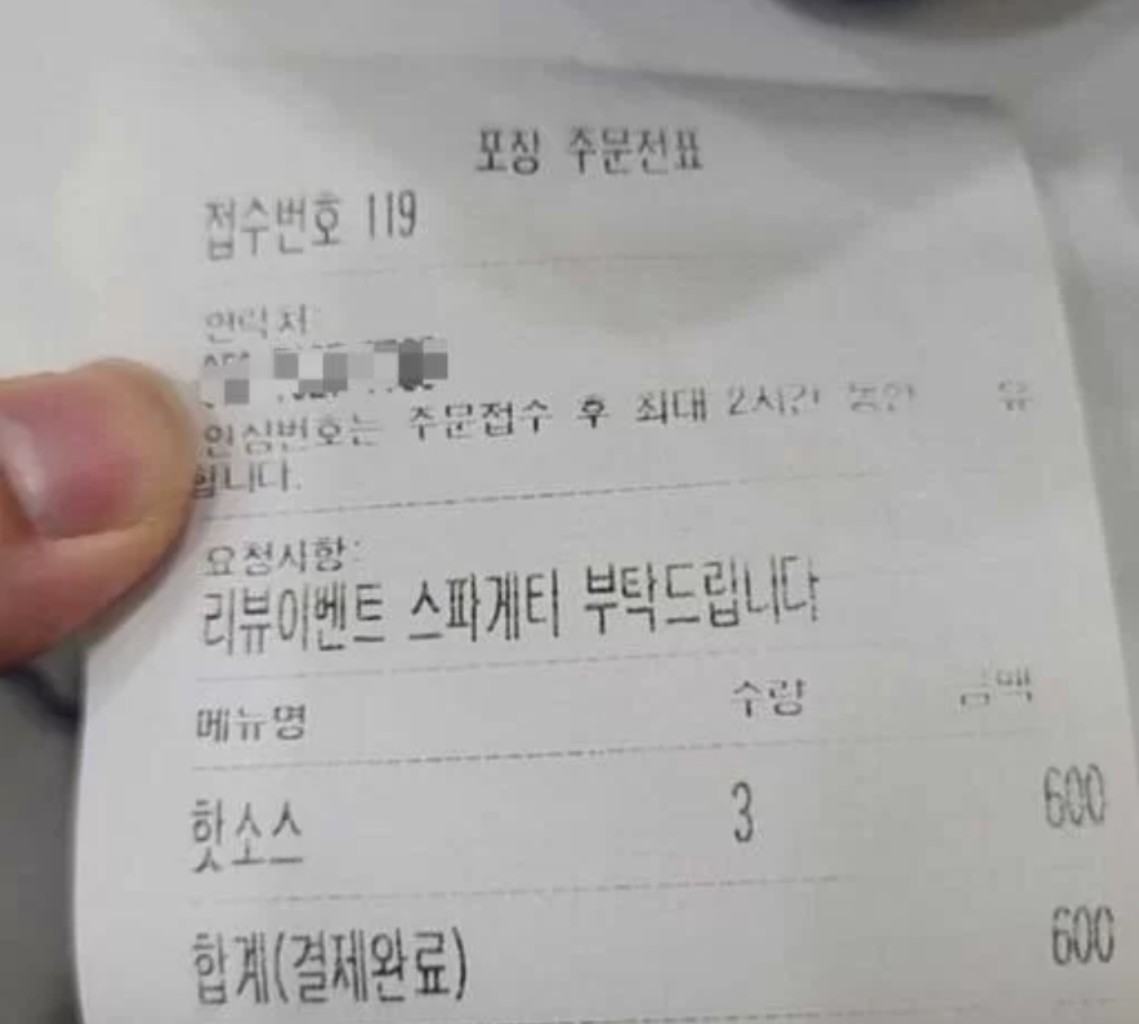 포장 주문전표
접수번호 119
연락처:
안심번호는 주문접수 후 최대 2시간 동안 유
합니다.
요청사항:
리뷰이벤트 스파게티 부탁드립니다
메뉴명 수량 금액
핫소스 3 600
합계(결제완료) 600